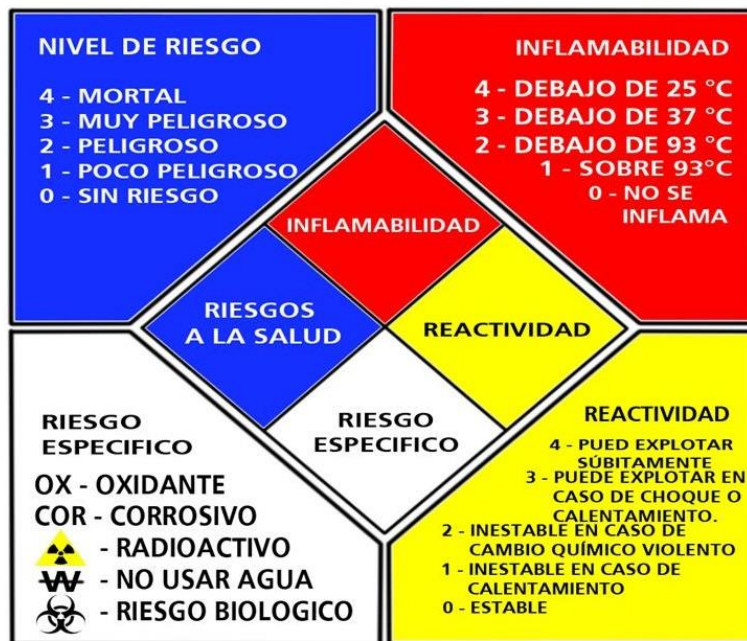 NIVEL DE RIESGO
4 - MORTAL
3 - MUY PELIGROSO
2 - PELIGROSO
1 - POCO PELIGROSO
0 - SIN RIESGO
INFLAMABILIDAD
4 - DEBAJO DE 25 °C
3 - DEBAJO DE 37 °C
2 - DEBAJO DE 93 °C
1 - SOBRE 93°C
0 - NO SE
INFLAMA
INFLAMABILIDAD
RIESGOS
A LA SALUD
REACTIVIDAD
RIESGO
ESPECIFICO
RIESGO
ESPECIFICO
OX - OXIDANTE
COR - CORROSIVO
- RADIOACTIVO
W - NO USAR AGUA
- RIESGO BIOLOGICO
REACTIVIDAD
4 - PUED EXPLOTAR
SÚBITAMENTE
3 - PUEDE EXPLOTAR EN
CASO DE CHOQUE O
CALENTAMIENTO.
2 - INESTABLE EN CASO DE
CAMBIO QUÍMICO VIOLENTO
1 - INESTABLE EN CASO DE
CALENTAMIENTO
0 - ESTABLE